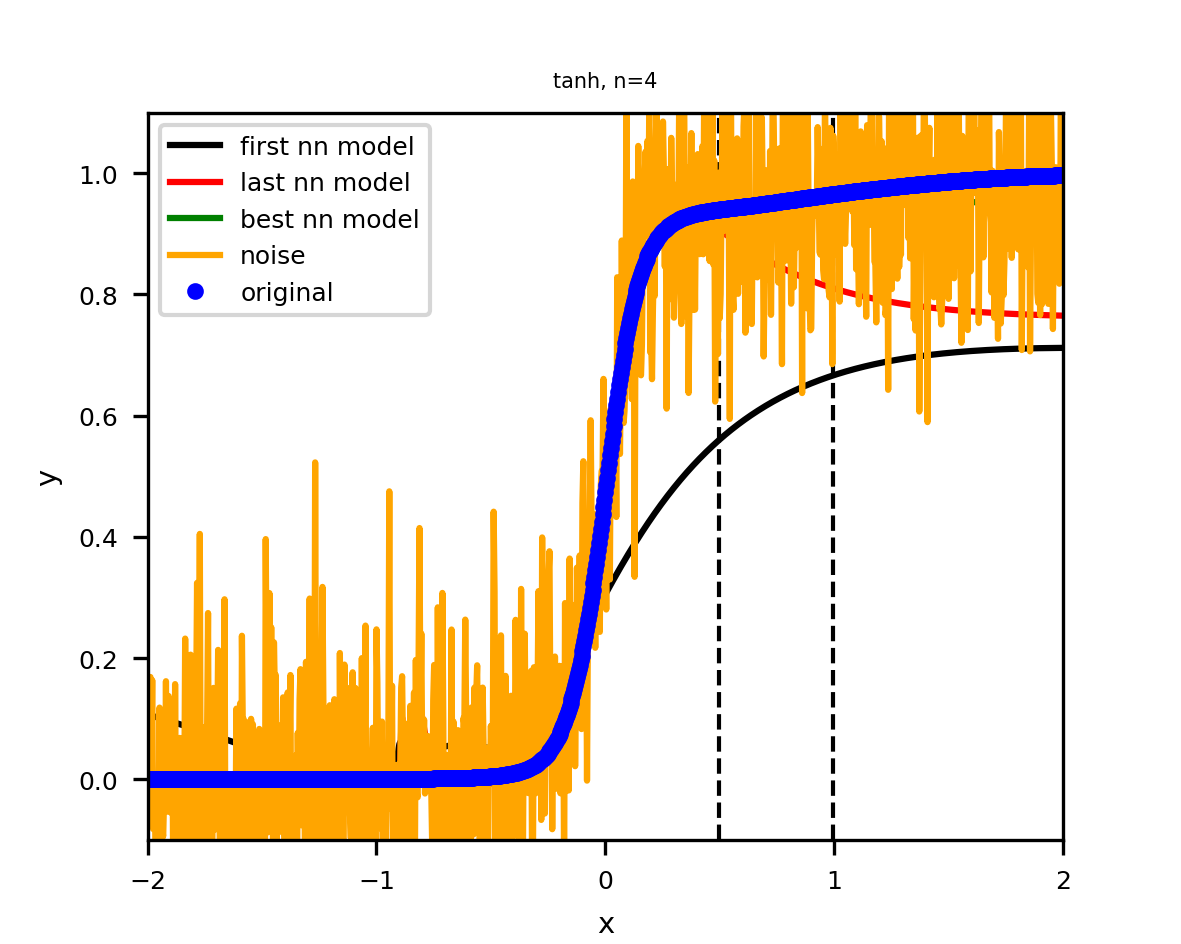 tanh, n=4
first nn model
last nn model
best nn model
noise
original
1.0
0.8
0.6
0.4
0.2
0.0
y
−2
−1
0
1
2
x